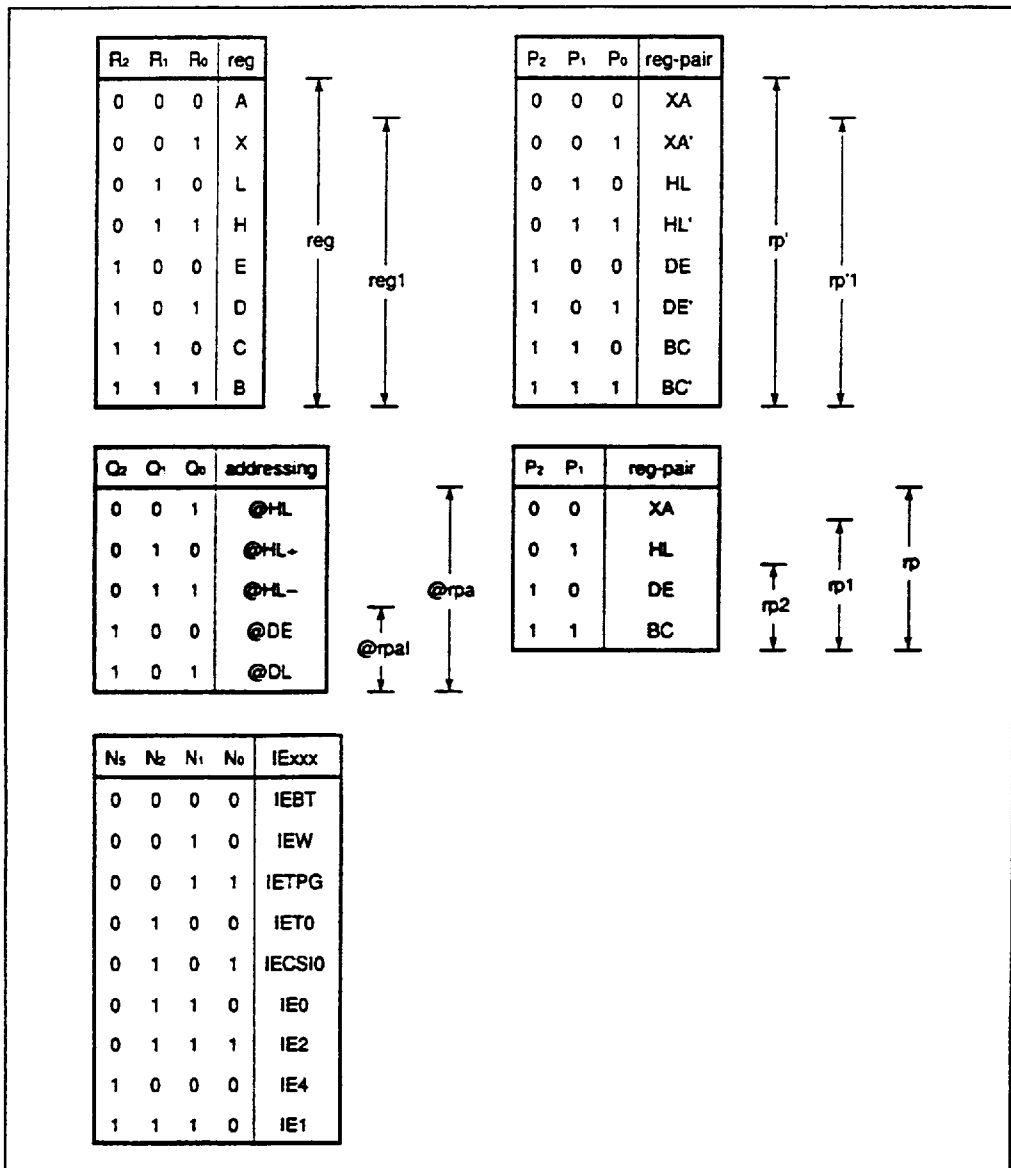 R2 R1 R0 reg
0 0 0 A
0 0 1 X
0 1 0 L
0 1 1 H
1 0 0 E
1 0 1 D
1 1 0 C
1 1 1 B
reg
reg1
P2 P1 P0 reg-pair
0 0 0 XA
0 0 1 XA'
0 1 0 HL
0 1 1 HL'
1 0 0 DE
1 0 1 DE'
1 1 0 BC
1 1 1 BC'
rp'
rp'1
Q2 Q1 Q0 addressing
0 0 1 @HL
0 1 0 @HL+
0 1 1 @HL−
1 0 0 @DE
1 0 1 @DL
@rpa1
@rpa
P2 P1 reg-pair
0 0 XA
0 1 HL
1 0 DE
1 1 BC
rp2
rp1
rp
N5 N2 N1 N0 IExxx
0 0 0 0 IEBT
0 0 1 0 IEW
0 0 1 1 IETPG
0 1 0 0 IET0
0 1 0 1 IECSI0
0 1 1 0 IE0
0 1 1 1 IE2
1 0 0 0 IE4
1 1 1 0 IE1